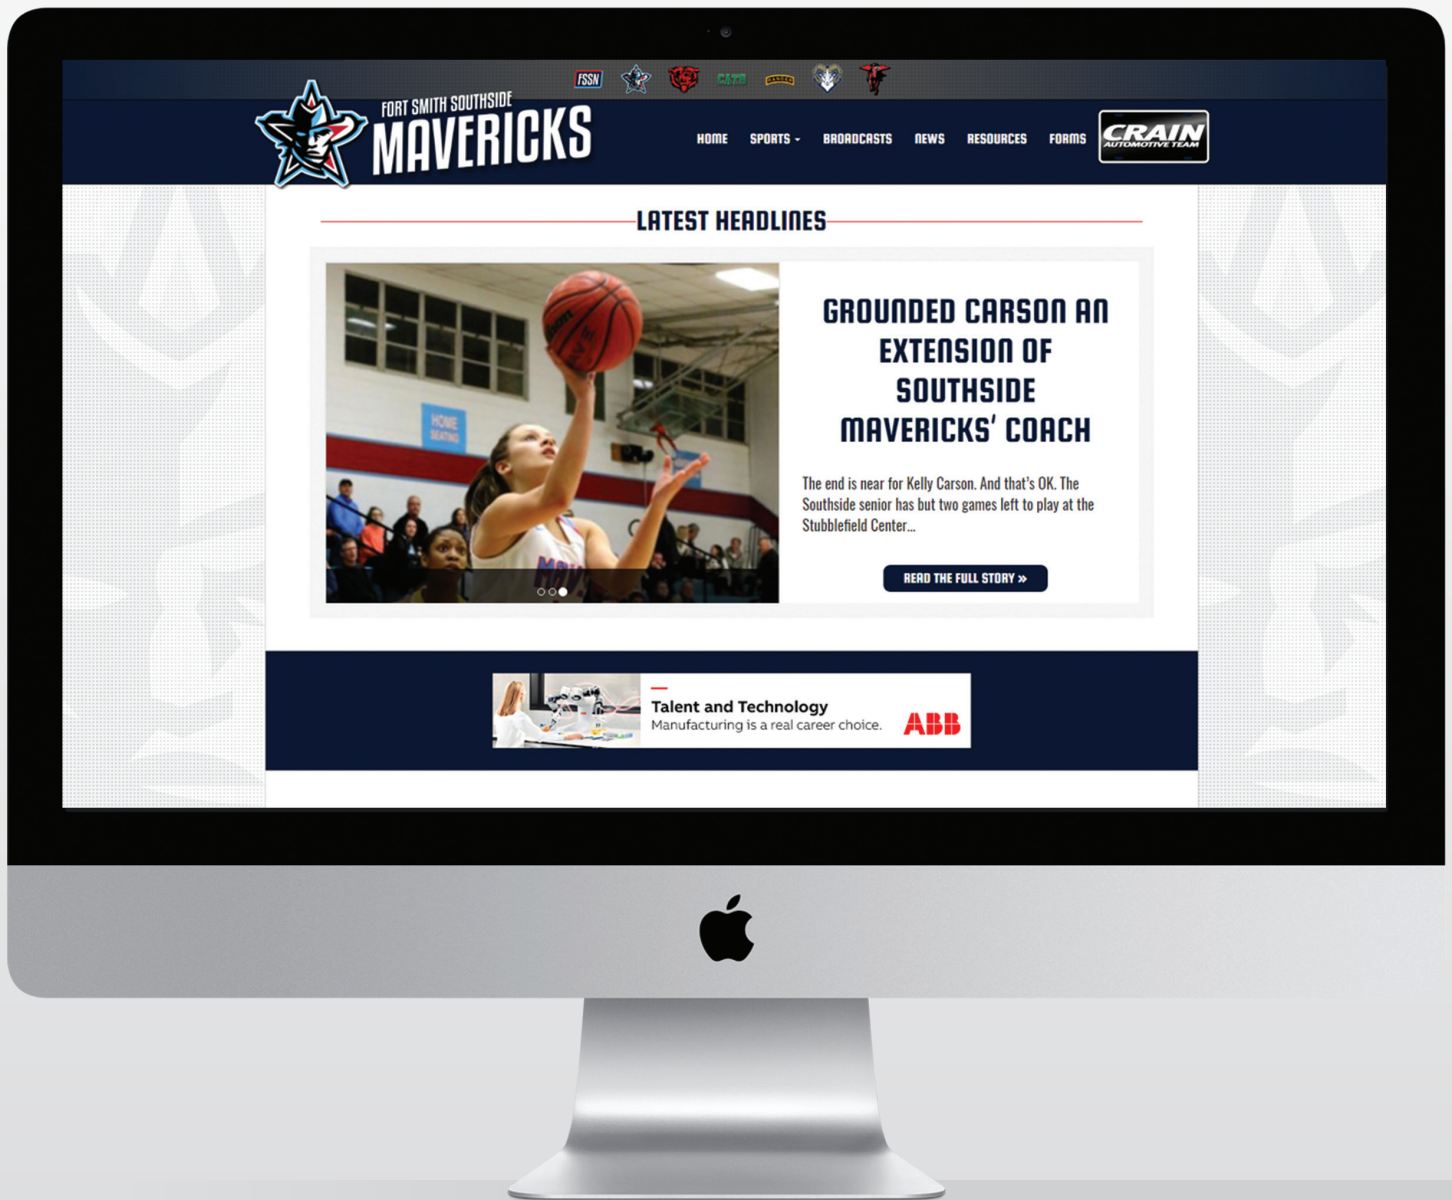 FSSN
CATS
RANGER
FORT SMITH SOUTHSIDE
MAVERICKS
HOME SPORTS BROADCASTS NEWS RESOURCES FORMS
CRAIN
AUTOMOTIVE TEAM
LATEST HEADLINES
HOME
SEATING
MAV
GROUNDED CARSON AN
EXTENSION OF
SOUTHSIDE
MAVERICKS' COACH
The end is near for Kelly Carson. And that's OK. The
Southside senior has but two games left to play at the
Stubblefield Center...
READ THE FULL STORY »
Talent and Technology
Manufacturing is a real career choice.
ABB